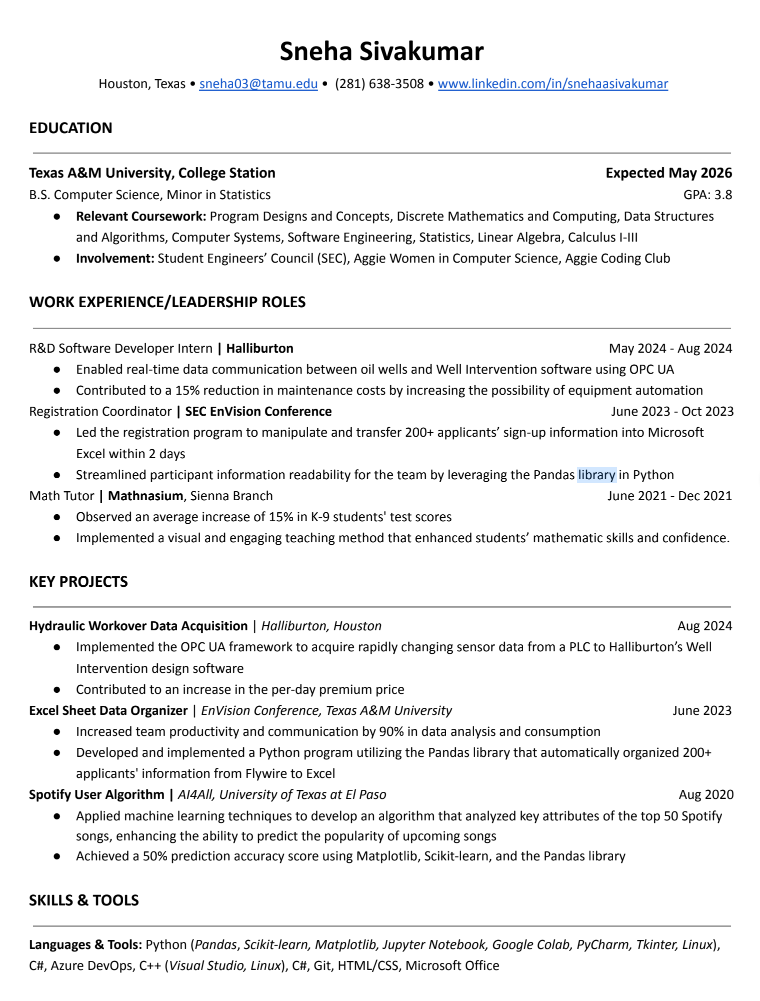 Sneha Sivakumar
Houston, Texas • sneha03@tamu.edu • (281) 638-3508 • www.linkedin.com/in/snehaasivakumar
EDUCATION
Texas A&M University, College Station Expected May 2026
B.S. Computer Science, Minor in Statistics GPA: 3.8
● Relevant Coursework: Program Designs and Concepts, Discrete Mathematics and Computing, Data Structures
and Algorithms, Computer Systems, Software Engineering, Statistics, Linear Algebra, Calculus I-III
● Involvement: Student Engineers’ Council (SEC), Aggie Women in Computer Science, Aggie Coding Club
WORK EXPERIENCE/LEADERSHIP ROLES
R&D Software Developer Intern | Halliburton May 2024 - Aug 2024
● Enabled real-time data communication between oil wells and Well Intervention software using OPC UA
● Contributed to a 15% reduction in maintenance costs by increasing the possibility of equipment automation
Registration Coordinator | SEC EnVision Conference June 2023 - Oct 2023
● Led the registration program to manipulate and transfer 200+ applicants’ sign-up information into Microsoft
Excel within 2 days
● Streamlined participant information readability for the team by leveraging the Pandas library in Python
Math Tutor | Mathnasium, Sienna Branch June 2021 - Dec 2021
● Observed an average increase of 15% in K-9 students' test scores
● Implemented a visual and engaging teaching method that enhanced students’ mathematic skills and confidence.
KEY PROJECTS
Hydraulic Workover Data Acquisition | Halliburton, Houston Aug 2024
● Implemented the OPC UA framework to acquire rapidly changing sensor data from a PLC to Halliburton’s Well
Intervention design software
● Contributed to an increase in the per-day premium price
Excel Sheet Data Organizer | EnVision Conference, Texas A&M University June 2023
● Increased team productivity and communication by 90% in data analysis and consumption
● Developed and implemented a Python program utilizing the Pandas library that automatically organized 200+
applicants' information from Flywire to Excel
Spotify User Algorithm | AI4All, University of Texas at El Paso Aug 2020
● Applied machine learning techniques to develop an algorithm that analyzed key attributes of the top 50 Spotify
songs, enhancing the ability to predict the popularity of upcoming songs
● Achieved a 50% prediction accuracy score using Matplotlib, Scikit-learn, and the Pandas library
SKILLS & TOOLS
Languages & Tools: Python (Pandas, Scikit-learn, Matplotlib, Jupyter Notebook, Google Colab, PyCharm, Tkinter, Linux),
C#, Azure DevOps, C++ (Visual Studio, Linux), C#, Git, HTML/CSS, Microsoft Office